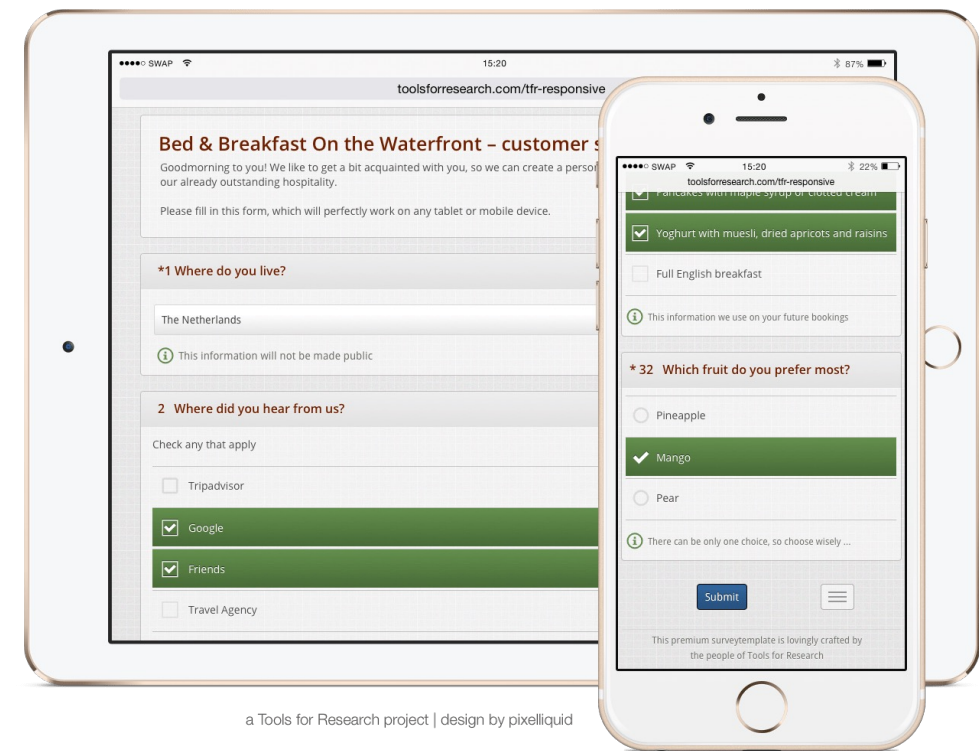 SWAP
15:20
87%
toolsforresearch.com/tfr-responsive
Bed & Breakfast On the Waterfront – customer
Goodmorning to you! We like to get a bit acquainted with you, so we can create a
our already outstanding hospitality.
Please fill in this form, which will perfectly work on any tablet or mobile device.
*1 Where do you live?
The Netherlands
This information will not be made public
2 Where did you hear from us?
Check any that apply
Tripadvisor
Google
Friends
Travel Agency
SWAP
15:20
22%
toolsforresearch.com/tfr-responsive
Pancakes with maple syrup or clotted cream
Yoghurt with muesli, dried apricots and raisins
Full English breakfast
This information we use on your future bookings
* 32 Which fruit do you prefer most?
Pineapple
Mango
Pear
There can be only one choice, so choose wisely ...
Submit
This premium surveytemplate is lovingly crafted by
the people of Tools for Research
a Tools for Research project | design by pixelliquid